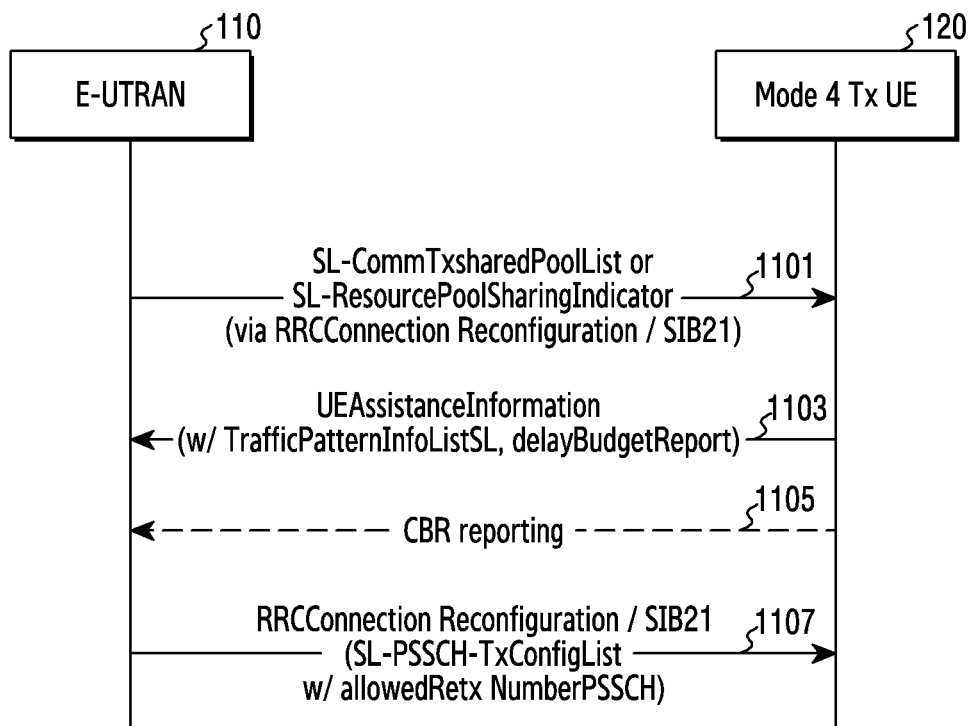 110
120
E-UTRAN
Mode 4 Tx UE
SL-CommTxsharedPoolList or
1101
SL-ResourcePoolSharingIndicator
(via RRCConnection Reconfiguration / SIB21)
UEAssistanceInformation
1103
(w/ TrafficPatternInfoListSL, delayBudgetReport)
1105
CBR reporting
RRCConnection Reconfiguration / SIB21
1107
(SL-PSSCH-TxConfigList
w/ allowedRetx NumberPSSCH)